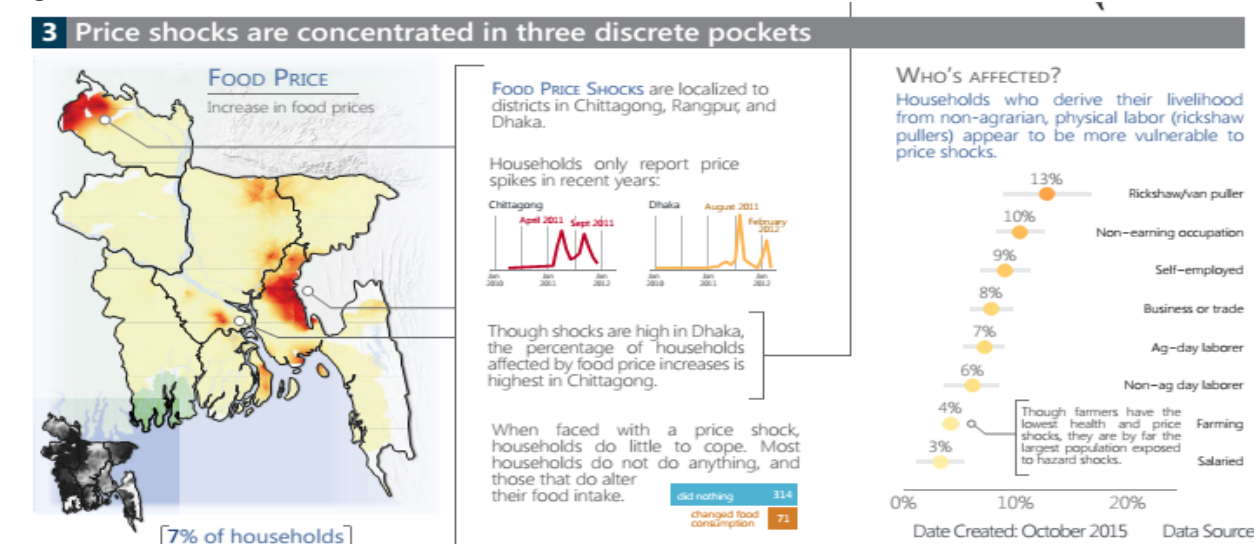 3 Price shocks are concentrated in three discrete pockets
FOOD PRICE
Increase in food prices
FOOD PRICE SHOCKS are localized to
districts in Chittagong, Rangpur, and
Dhaka.
Households only report price
spikes in recent years:
Chittagong
April 2011
Sept 2011
Jan 2010
Jan 2011
Jan 2012
Dhaka
August 2011
February
2012
Jan 2010
Jan 2011
Jan 2012
Though shocks are high in Dhaka,
the percentage of households
affected by food price increases is
highest in Chittagong.
When faced with a price shock,
households do little to cope. Most
households do not do anything, and
those that do alter
their food intake.
did nothing 314
changed food
consumption 71
[7% of households]
WHO'S AFFECTED?
Households who derive their livelihood
from non-agrarian, physical labor (rickshaw
pullers) appear to be more vulnerable to
price shocks.
13% Rickshaw/van puller
10% Non-earning occupation
9% Self-employed
8% Business or trade
7% Ag-day laborer
6% Non-ag day laborer
4% Farming
Though farmers have the
lowest health and price
shocks, they are by far the
largest population exposed
to hazard shocks.
3% Salaried
0% 10% 20%
Date Created: October 2015 Data Source